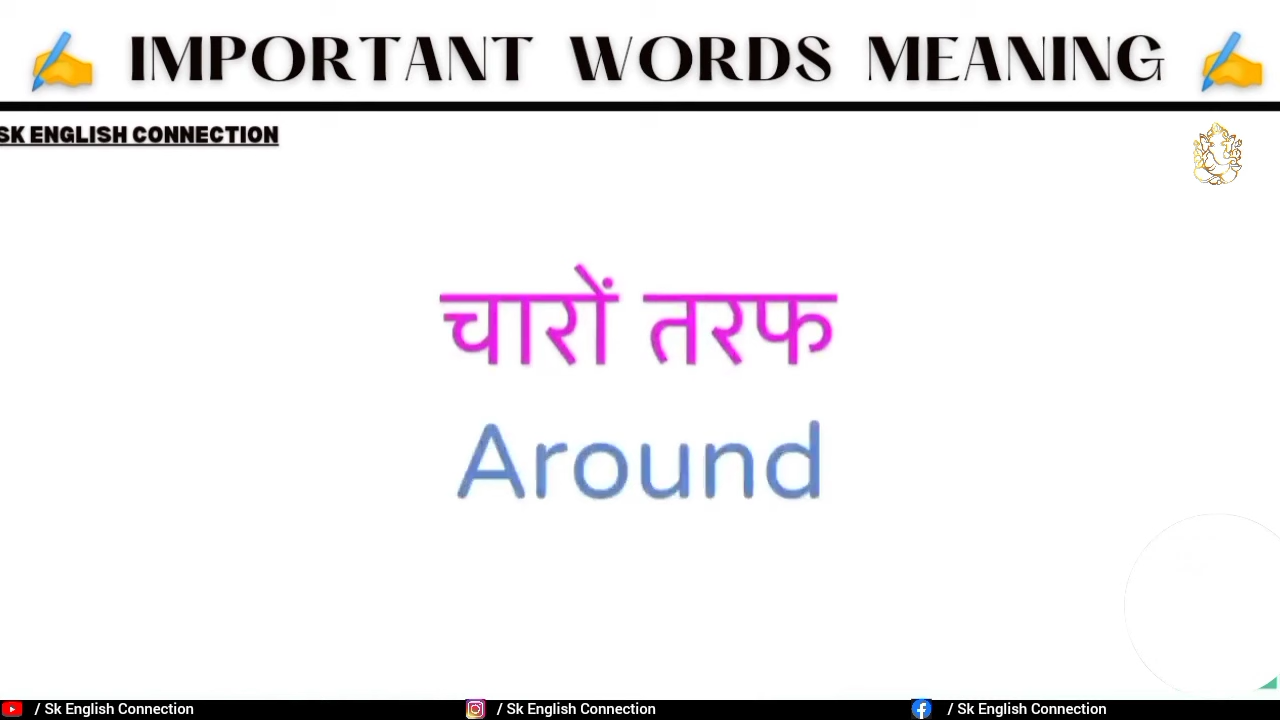 IMPORTANT WORDS MEANING
SK ENGLISH CONNECTION
चारों तरफ
Around
/ Sk English Connection
/ Sk English Connection
/ Sk English Connection